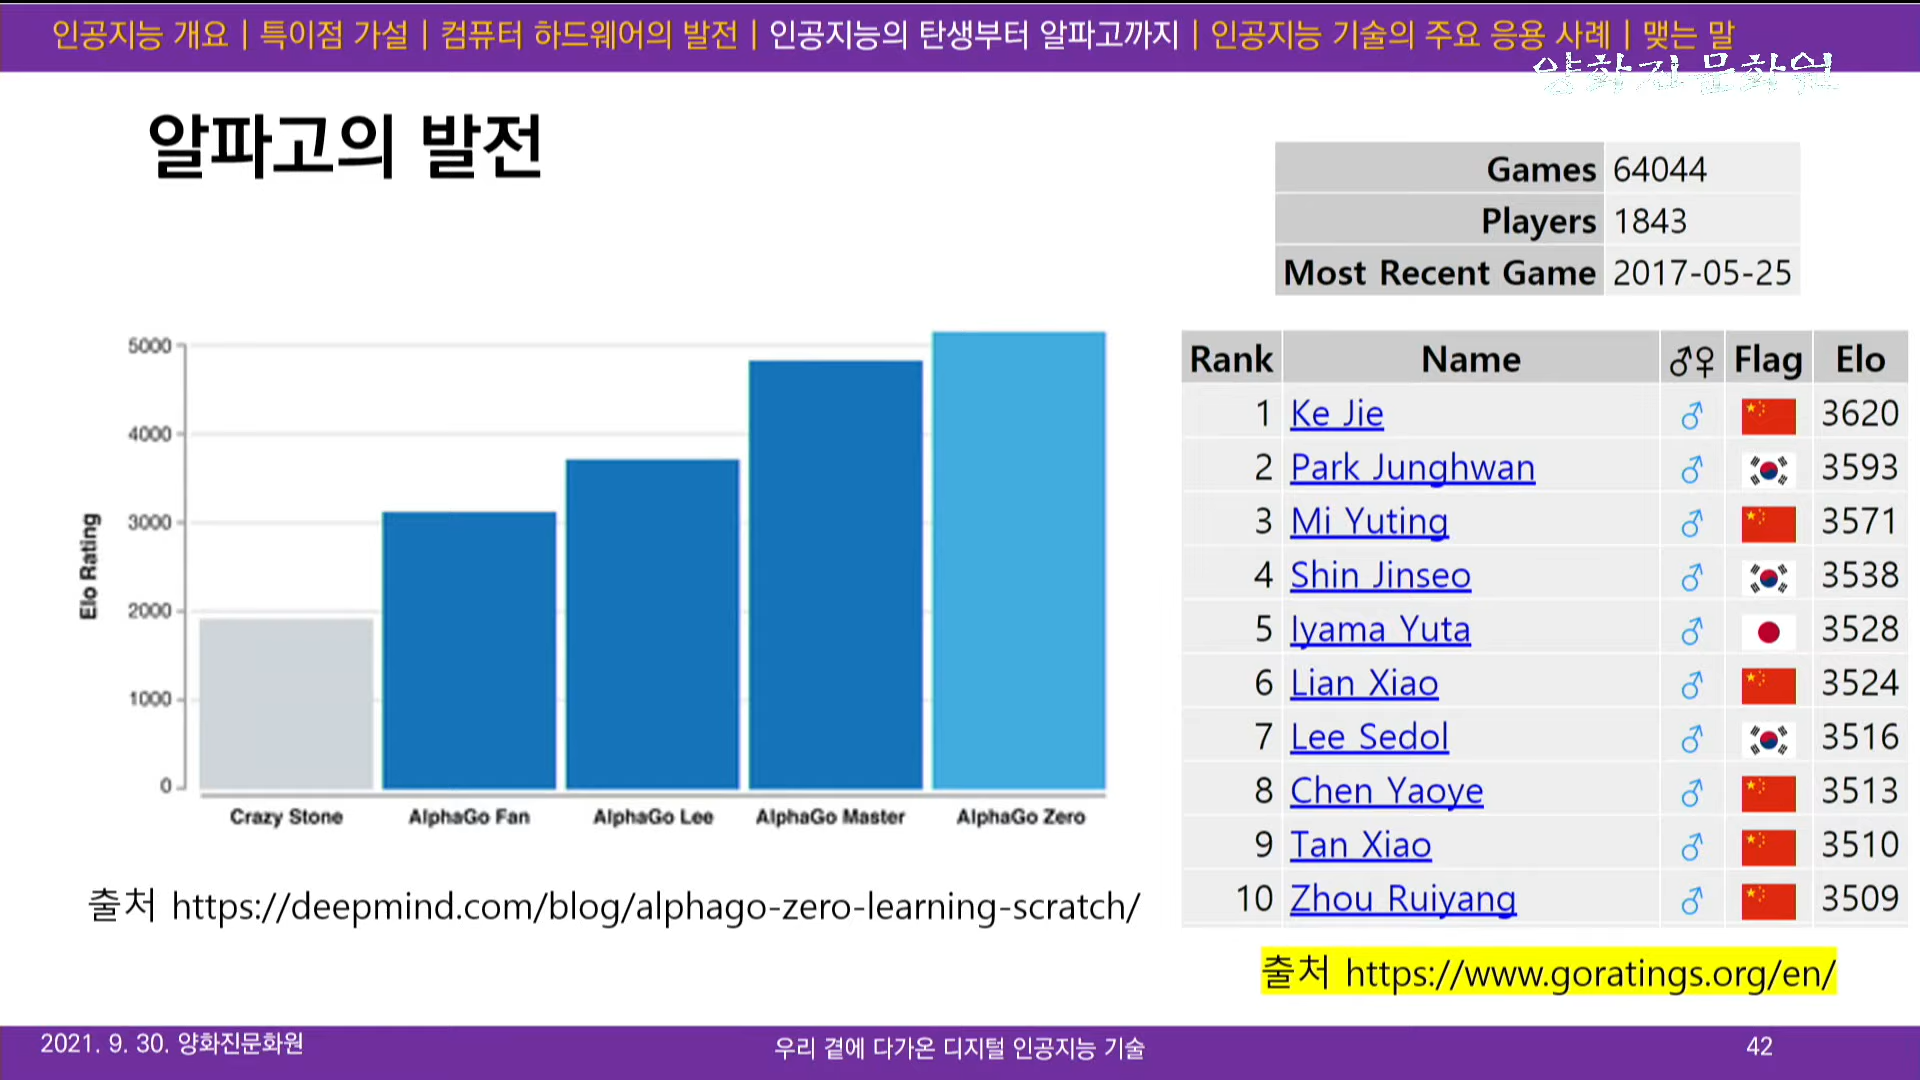 인공지능 개요 | 특이점 가설 | 컴퓨터 하드웨어의 발전 | 인공지능의 탄생부터 알파고까지 | 인공지능 기술의 주요 응용 사례 | 맺는 말
양화진문화원
알파고의 발전
Games 64044
Players 1843
Most Recent Game 2017-05-25
5000
4000
3000
2000
1000
0
Elo Rating
Crazy Stone AlphaGo Fan AlphaGo Lee AlphaGo Master AlphaGo Zero
출처 https://deepmind.com/blog/alphago-zero-learning-scratch/
Rank Name ♂♀ Flag Elo
1 Ke Jie ♂ 3620
2 Park Junghwan ♂ 3593
3 Mi Yuting ♂ 3571
4 Shin Jinseo ♂ 3538
5 Iyama Yuta ♂ 3528
6 Lian Xiao ♂ 3524
7 Lee Sedol ♂ 3516
8 Chen Yaoye ♂ 3513
9 Tan Xiao ♂ 3510
10 Zhou Ruiyang ♂ 3509
출처 https://www.goratings.org/en/
2021. 9. 30. 양화진문화원
우리 곁에 다가온 디지털 인공지능 기술
42